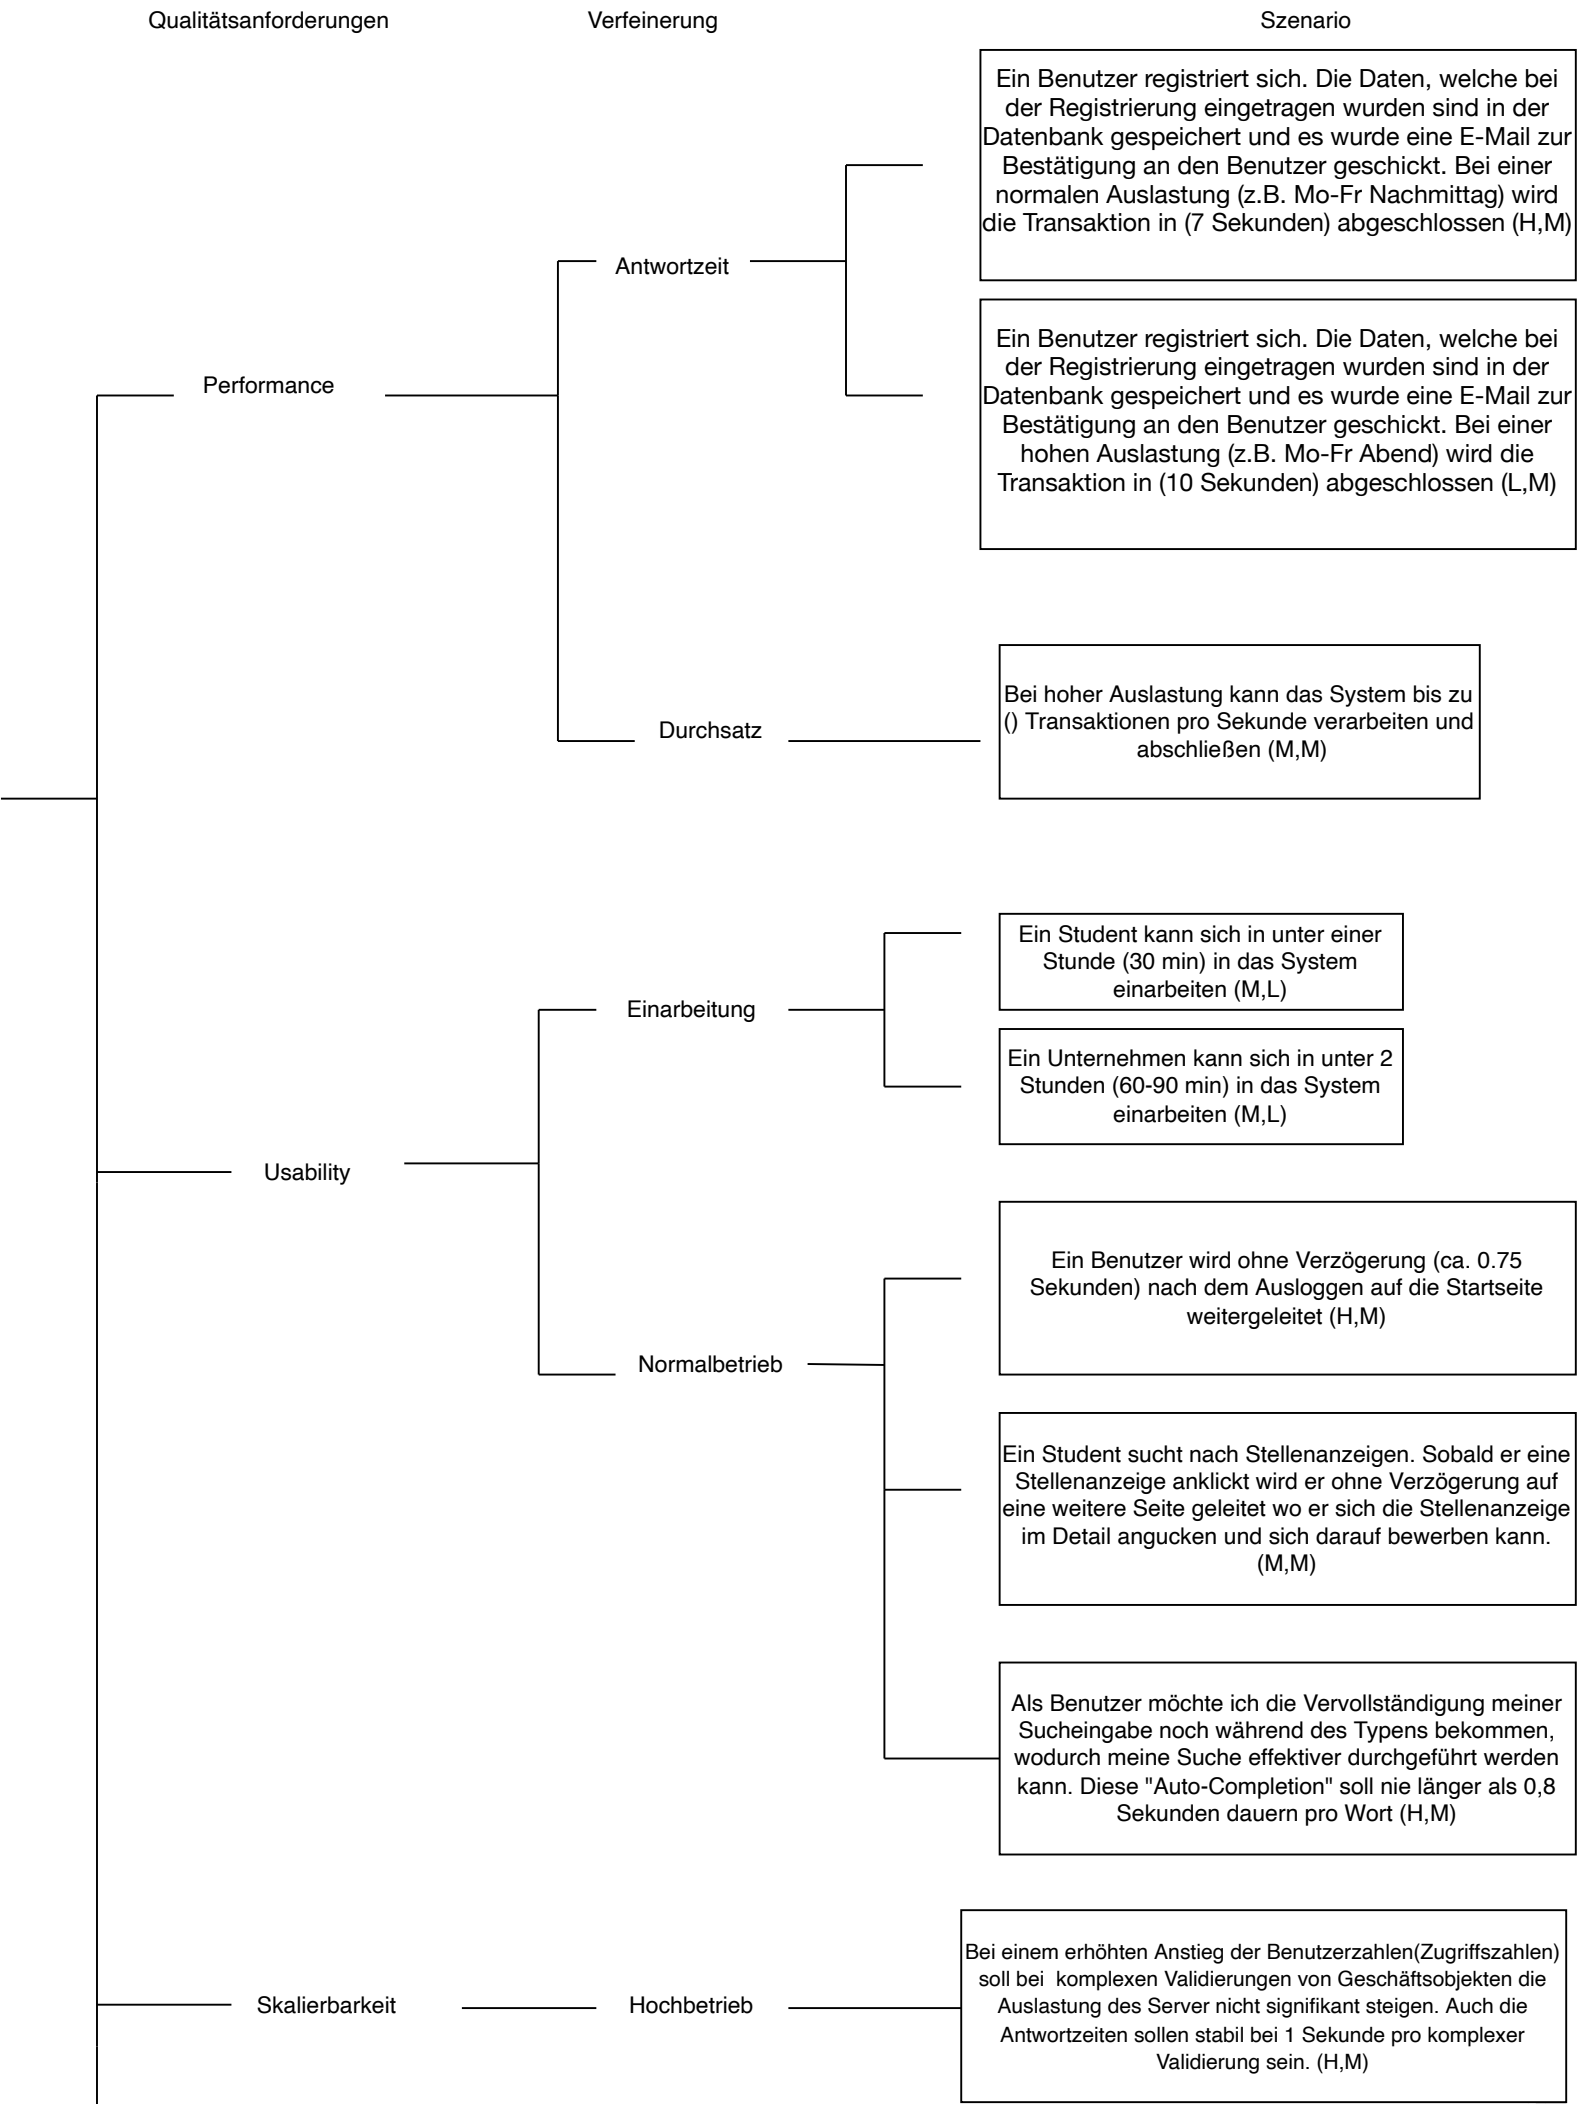 Qualitätsanforderungen
Verfeinerung
Szenario
Ein Benutzer registriert sich. Die Daten, welche bei
der Registrierung eingetragen wurden sind in der
Datenbank gespeichert und es wurde eine E-Mail zur
Bestätigung an den Benutzer geschickt. Bei einer
normalen Auslastung (z.B. Mo-Fr Nachmittag) wird
die Transaktion in (7 Sekunden) abgeschlossen (H,M)
Antwortzeit
Ein Benutzer registriert sich. Die Daten, welche bei
der Registrierung eingetragen wurden sind in der
Datenbank gespeichert und es wurde eine E-Mail zur
Bestätigung an den Benutzer geschickt. Bei einer
hohen Auslastung (z.B. Mo-Fr Abend) wird die
Transaktion in (10 Sekunden) abgeschlossen (L,M)
Performance
Durchsatz
Bei hoher Auslastung kann das System bis zu
() Transaktionen pro Sekunde verarbeiten und
abschließen (M,M)
Einarbeitung
Ein Student kann sich in unter einer
Stunde (30 min) in das System
einarbeiten (M,L)
Ein Unternehmen kann sich in unter 2
Stunden (60-90 min) in das System
einarbeiten (M,L)
Usability
Ein Benutzer wird ohne Verzögerung (ca. 0.75
Sekunden) nach dem Ausloggen auf die Startseite
weitergeleitet (H,M)
Normalbetrieb
Ein Student sucht nach Stellenanzeigen. Sobald er eine
Stellenanzeige anklickt wird er ohne Verzögerung auf
eine weitere Seite geleitet wo er sich die Stellenanzeige
im Detail angucken und sich darauf bewerben kann.
(M,M)
Als Benutzer möchte ich die Vervollständigung meiner
Sucheingabe noch während des Typens bekommen,
wodurch meine Suche effektiver durchgeführt werden
kann. Diese "Auto-Completion" soll nie länger als 0,8
Sekunden dauern pro Wort (H,M)
Skalierbarkeit
Hochbetrieb
Bei einem erhöhten Anstieg der Benutzerzahlen(Zugriffszahlen)
soll bei  komplexen Validierungen von Geschäftsobjekten die
Auslastung des Server nicht signifikant steigen. Auch die
Antwortzeiten sollen stabil bei 1 Sekunde pro komplexer
Validierung sein. (H,M)